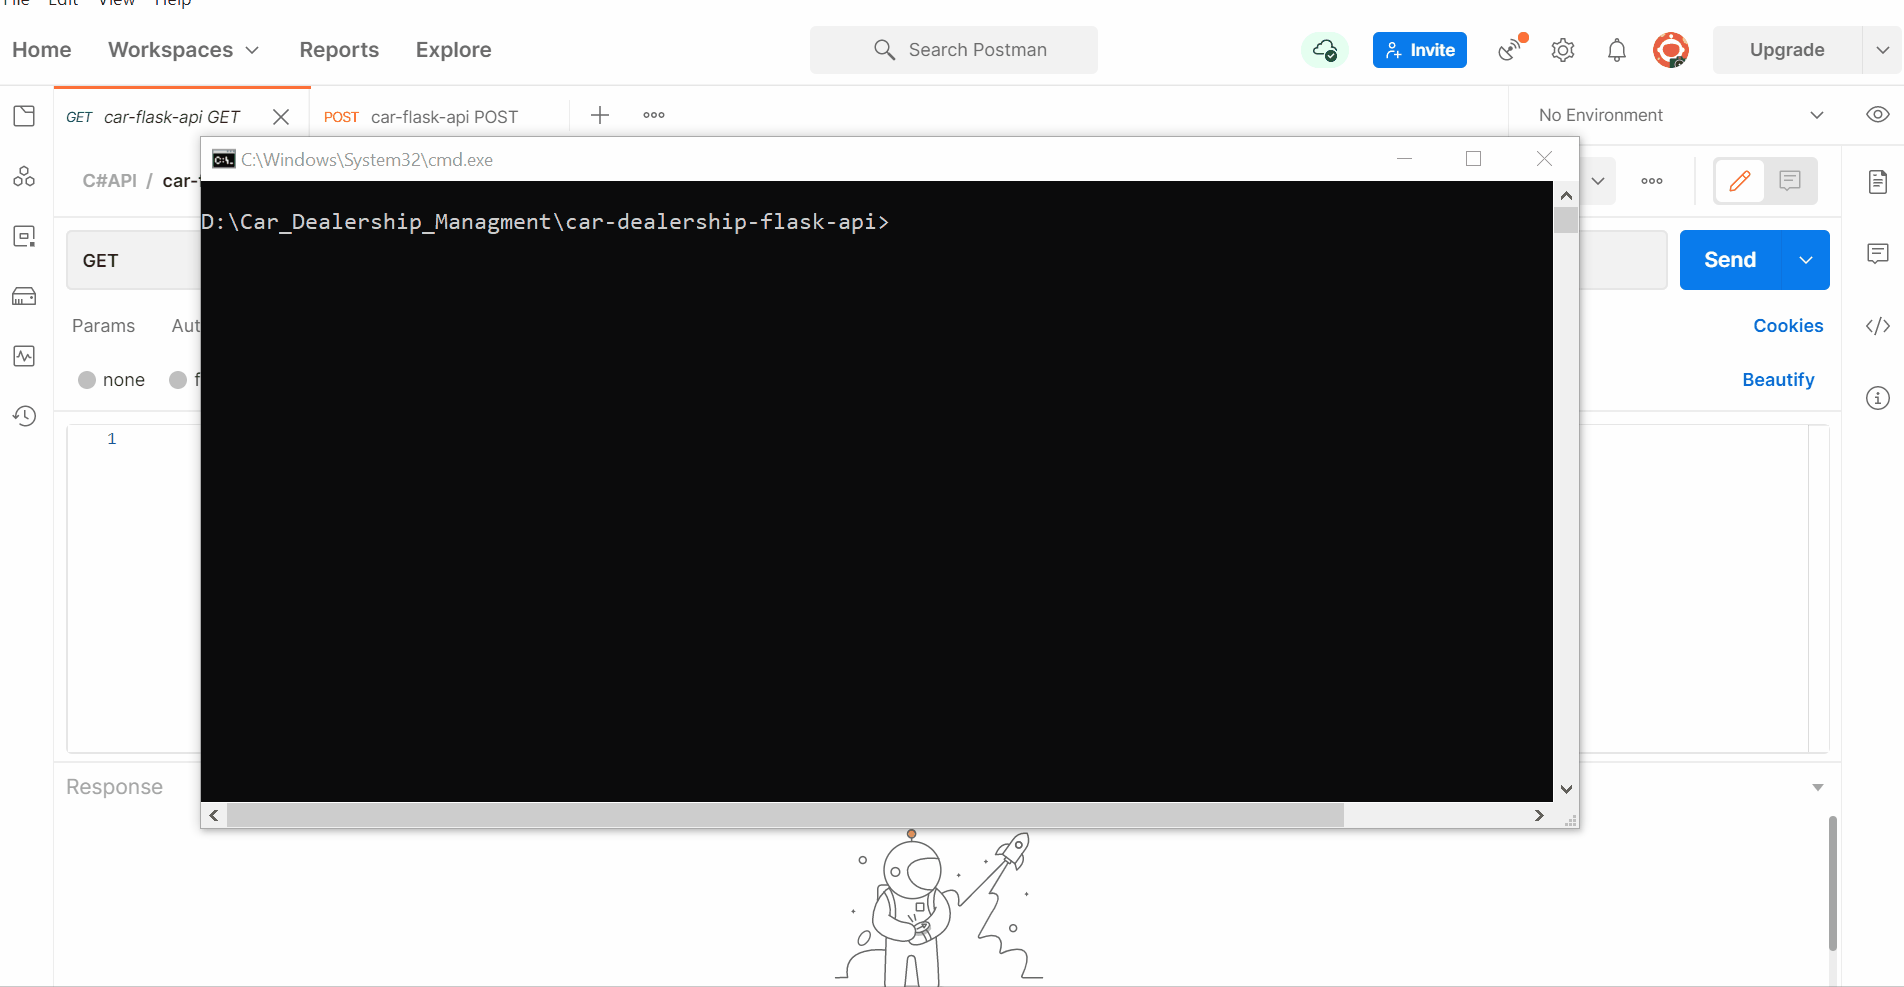 File Edit View Help
Home Workspaces Reports Explore Search Postman Invite Upgrade
GET car-flask-api GET POST car-flask-api POST No Environment
C:\Windows\System32\cmd.exe
C#API / car-
D:\Car_Dealership_Managment\car-dealership-flask-api>
GET Send
Params Aut Cookies
none f Beautify
1
Response